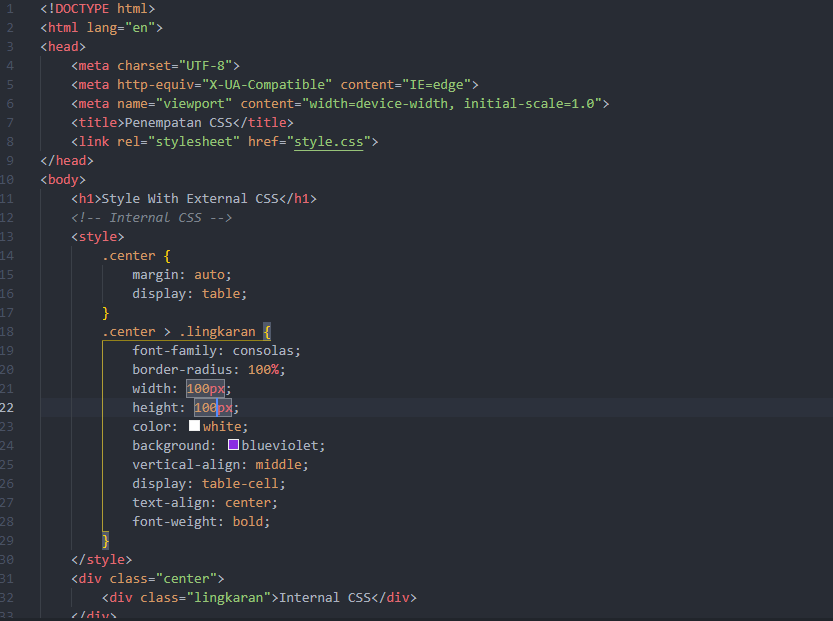 1 <!DOCTYPE html>
2 <html lang="en">
3 <head>
4 <meta charset="UTF-8">
5 <meta http-equiv="X-UA-Compatible" content="IE=edge">
6 <meta name="viewport" content="width=device-width, initial-scale=1.0">
7 <title>Penempatan CSS</title>
8 <link rel="stylesheet" href="style.css">
9 </head>
10 <body>
11 <h1>Style With External CSS</h1>
12 <!-- Internal CSS -->
13 <style>
14 .center {
15 margin: auto;
16 display: table;
17 }
18 .center > .lingkaran {
19 font-family: consolas;
20 border-radius: 100%;
21 width: 100px;
22 height: 100px;
23 color: white;
24 background: blueviolet;
25 vertical-align: middle;
26 display: table-cell;
27 text-align: center;
28 font-weight: bold;
29 }
30 </style>
31 <div class="center">
32 <div class="lingkaran">Internal CSS</div>
33 </div>